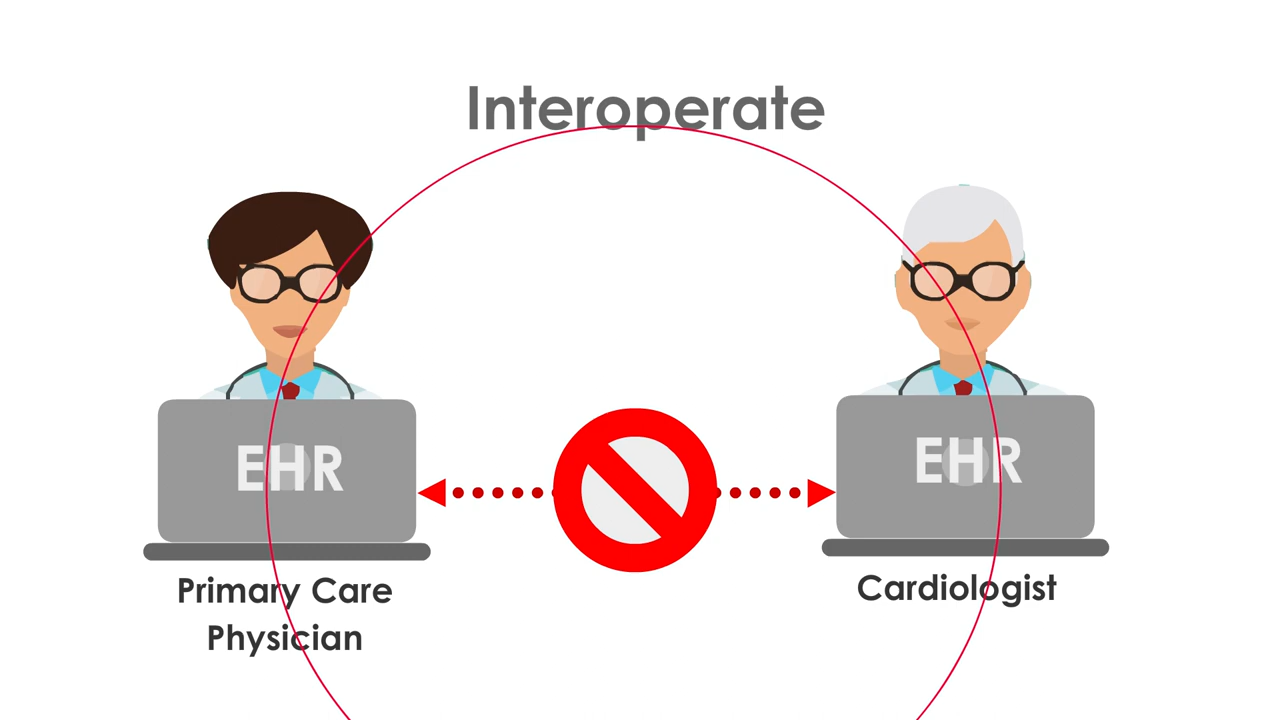 Interoperate
EHR
EHR
Primary Care
Physician
Cardiologist